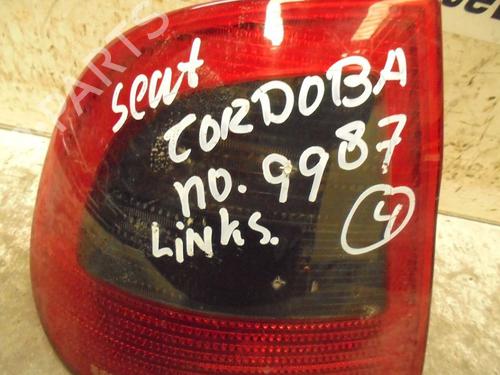 PARTS
seat
CORDOBA
no. 9987
LINKS.
4